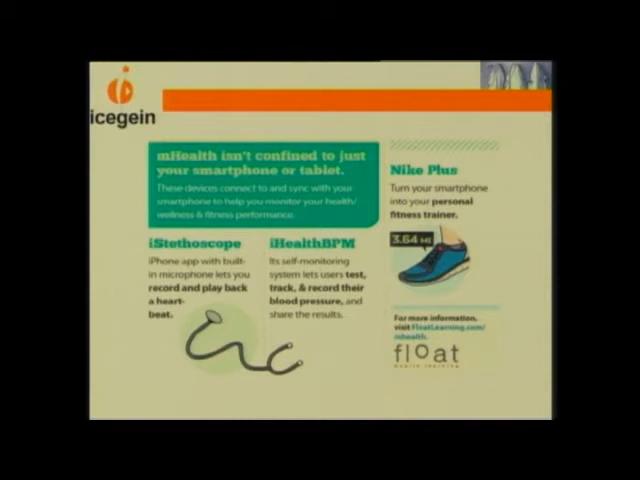 icegein
mHealth isn't confined to just
your smartphone or tablet.
These devices connect to and sync with your
smartphone to help you monitor your health/
wellness & fitness performance.
iStethoscope
iPhone app with built-
in microphone lets you
record and play back
a heart-
beat.
iHealthBPM
Its self-monitoring
system lets users test,
track, & record their
blood pressure, and
share the results.
Nike Plus
Turn your smartphone
into your personal
fitness trainer.
3.64 MI
For more information,
visit FloatLearning.com/
mhealth.
float
mobile learning